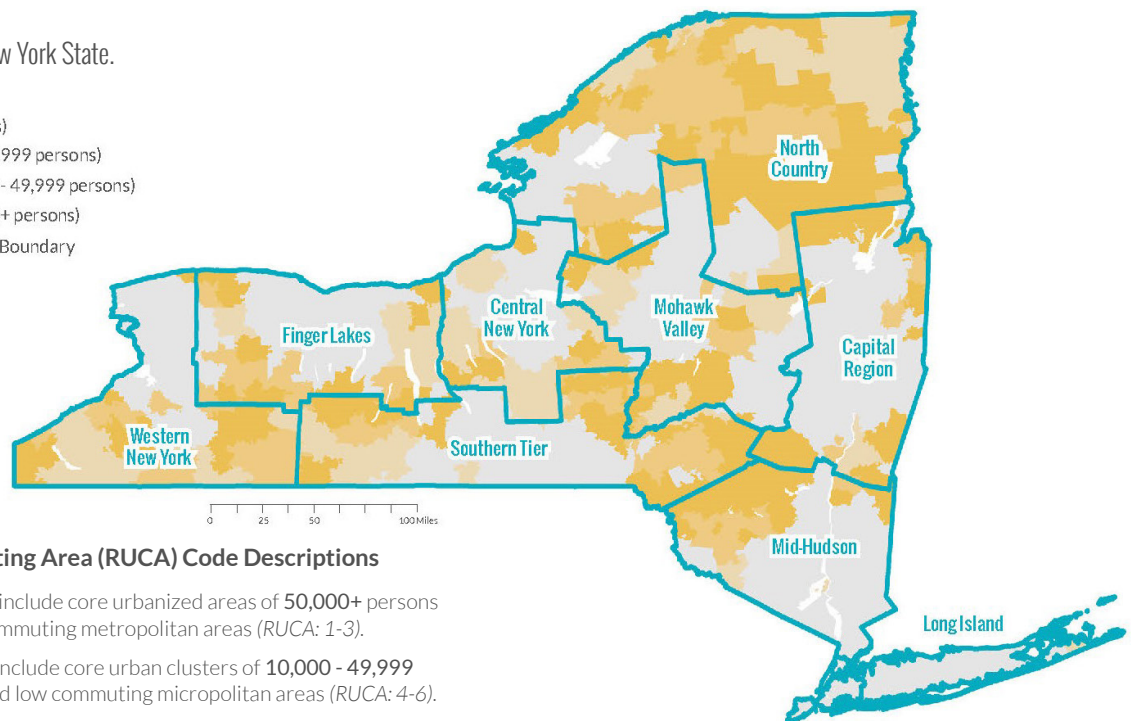 w York State.
s)
999 persons)
- 49,999 persons)
+ persons)
Boundary
North
Country
Central
New York
Mohawk
Valley
Finger Lakes
Capital
Region
Western
New York
Southern Tier
0 25 50 100 Miles
Mid-Hudson
Long Island
ting Area (RUCA) Code Descriptions
include core urbanized areas of 50,000+ persons
mmuting metropolitan areas (RUCA: 1-3).
include core urban clusters of 10,000 - 49,999
d low commuting micropolitan areas (RUCA: 4-6).